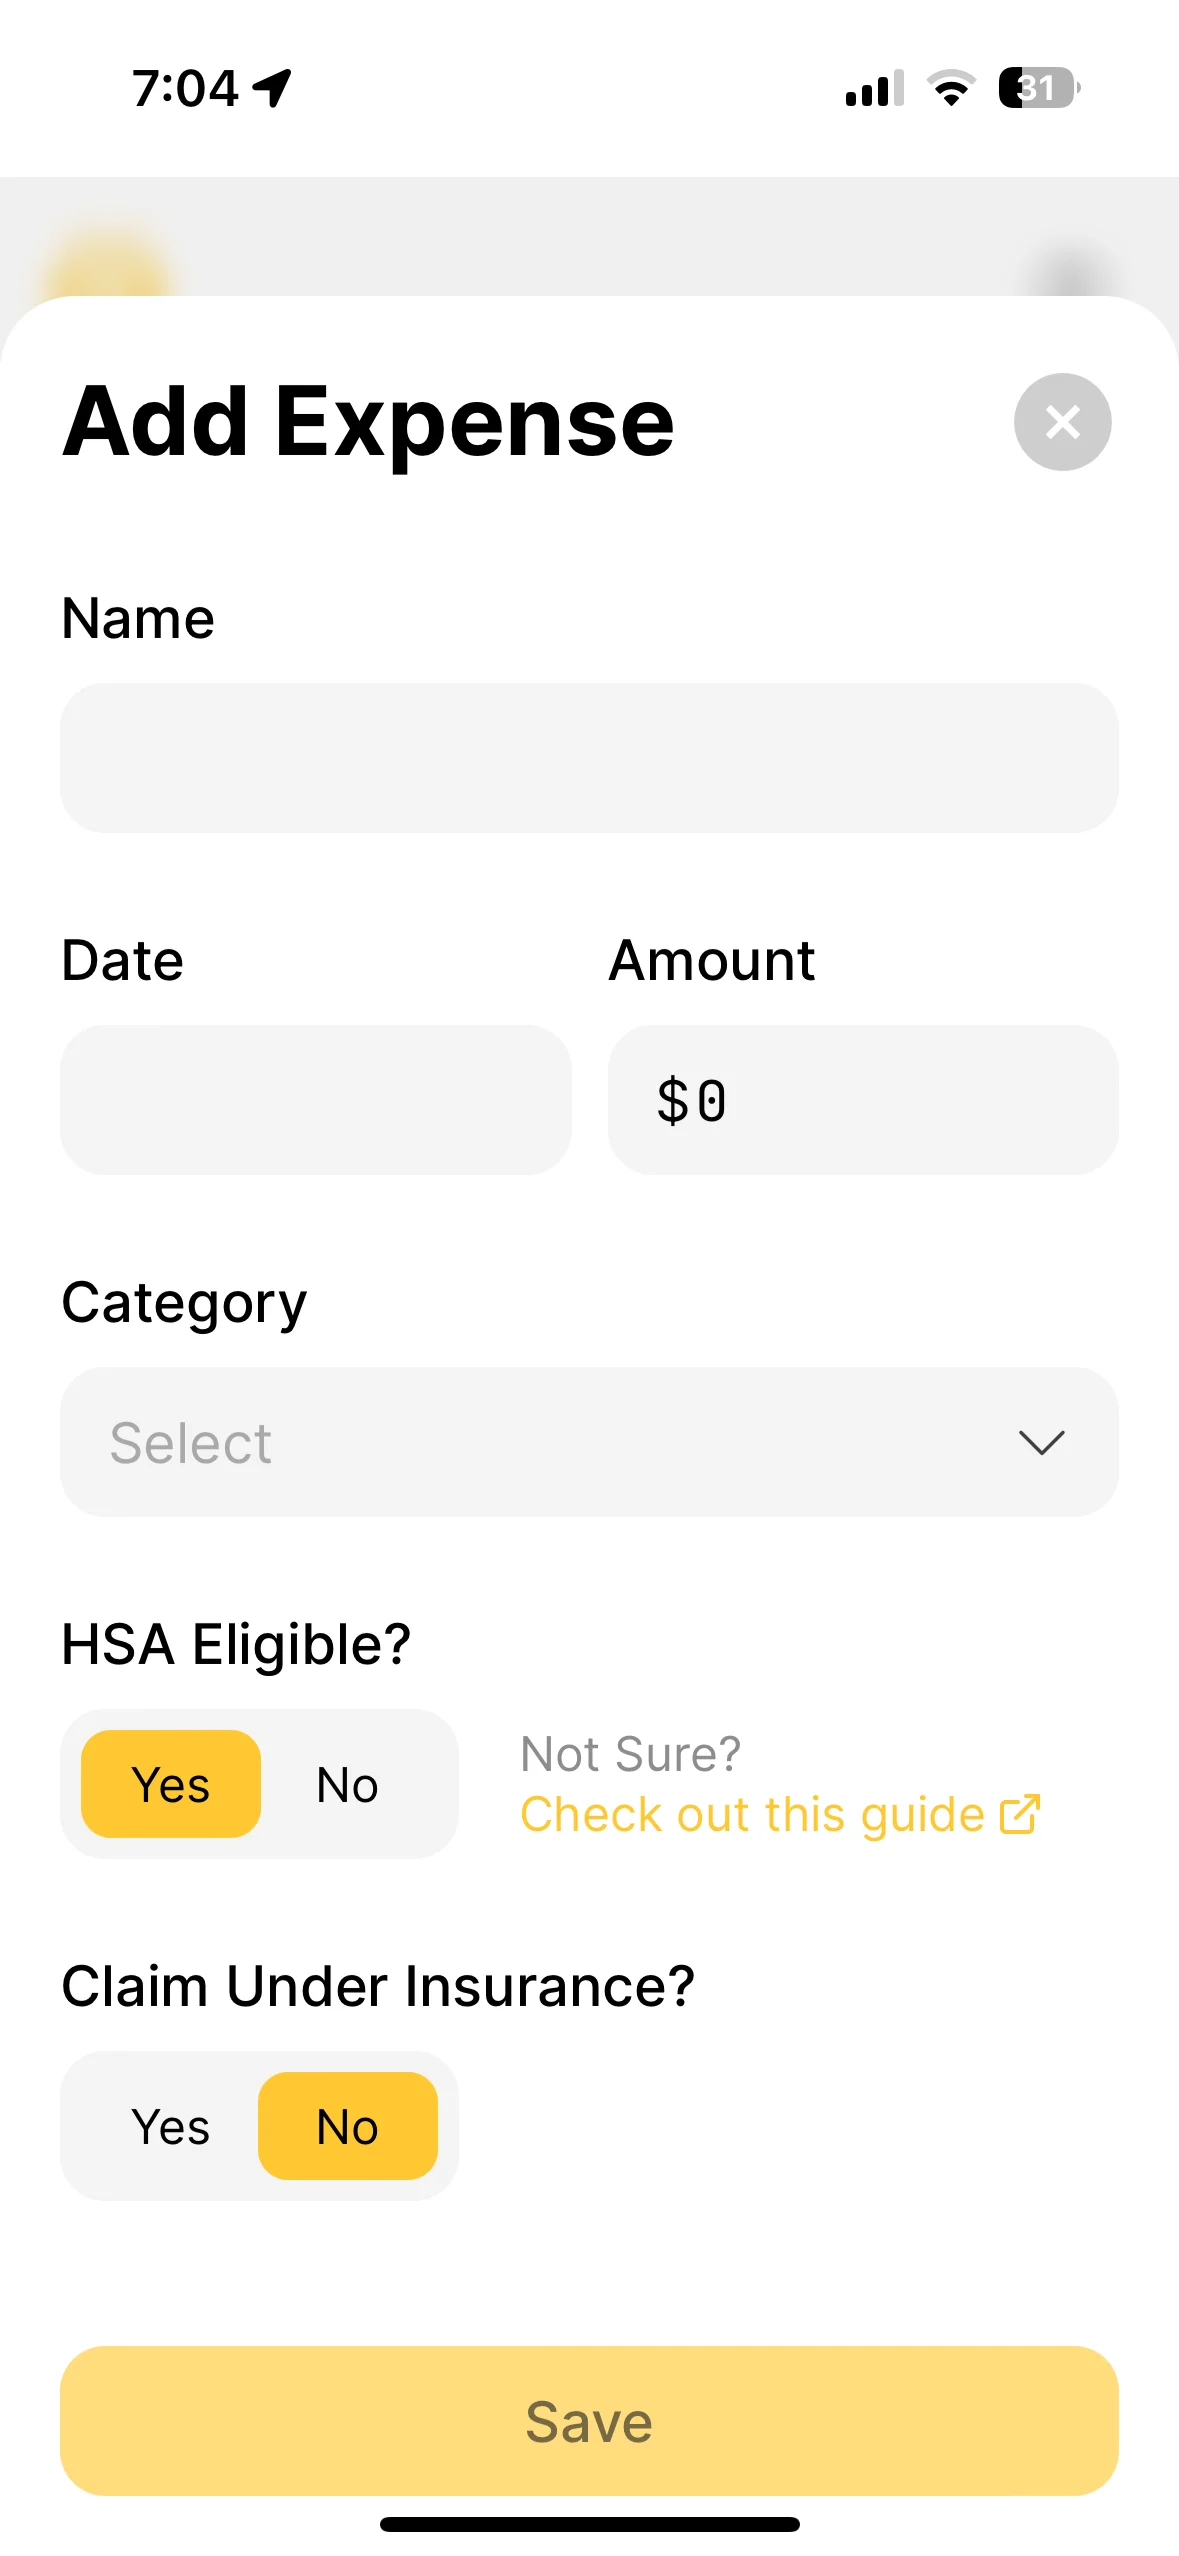 7:04
31
Add Expense
Name
Date
Amount
$0
Category
Select
HSA Eligible?
Yes No
Not Sure?
Check out this guide
Claim Under Insurance?
Yes No
Save